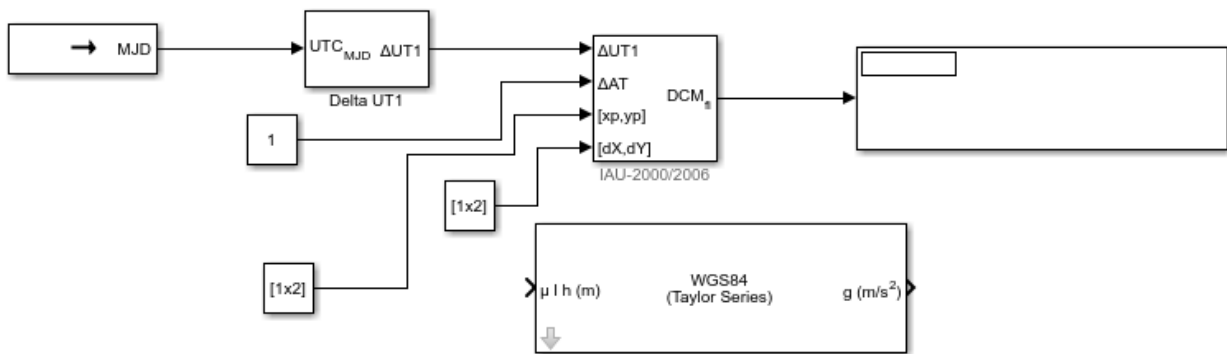 MJD
UTC_MJD ΔUT1
Delta UT1
1
[1x2]
[1x2]
ΔUT1
ΔAT
[xp,yp]
[dX,dY]
DCM_fi
IAU-2000/2006
μ l h (m)
WGS84
(Taylor Series)
g (m/s²)